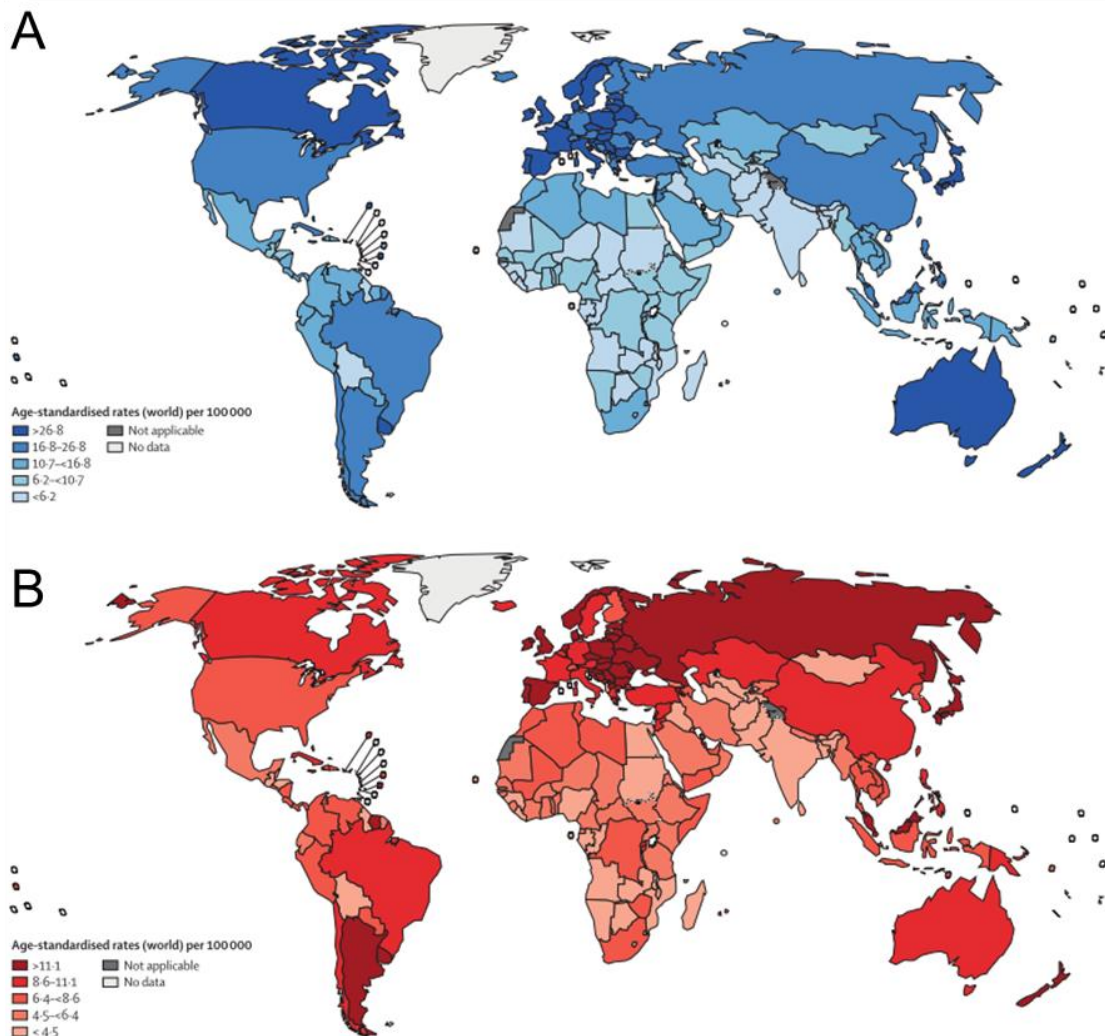 A
Age-standardised rates (world) per 100 000
>26·8
16·8–26·8
10·7–<16·8
6·2–<10·7
<6·2
Not applicable
No data
B
Age-standardised rates (world) per 100 000
>11·1
8·6–11·1
6·4–<8·6
4·5–<6·4
<4·5
Not applicable
No data